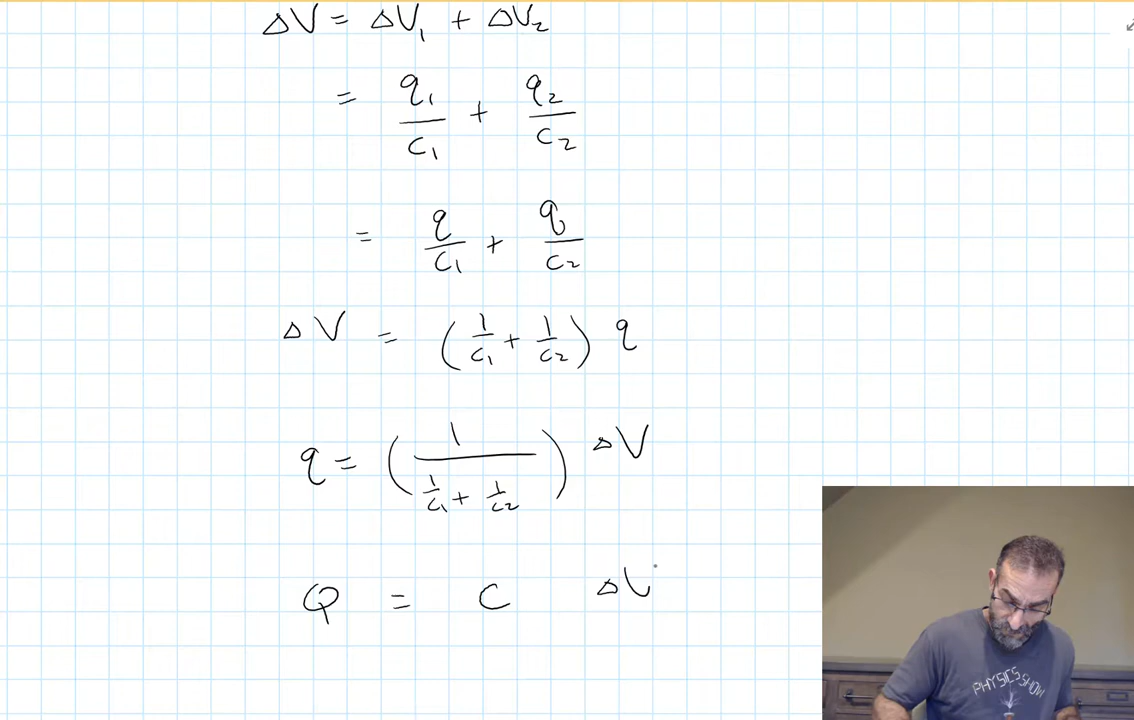 ΔV = ΔV₁ + ΔV₂
= q₁/c₁ + q₂/c₂
= q/c₁ + q/c₂
ΔV = (1/c₁ + 1/c₂) q
q = (1/(1/c₁ + 1/c₂)) ΔV
Q = C ΔV
PHYSICS SHOW